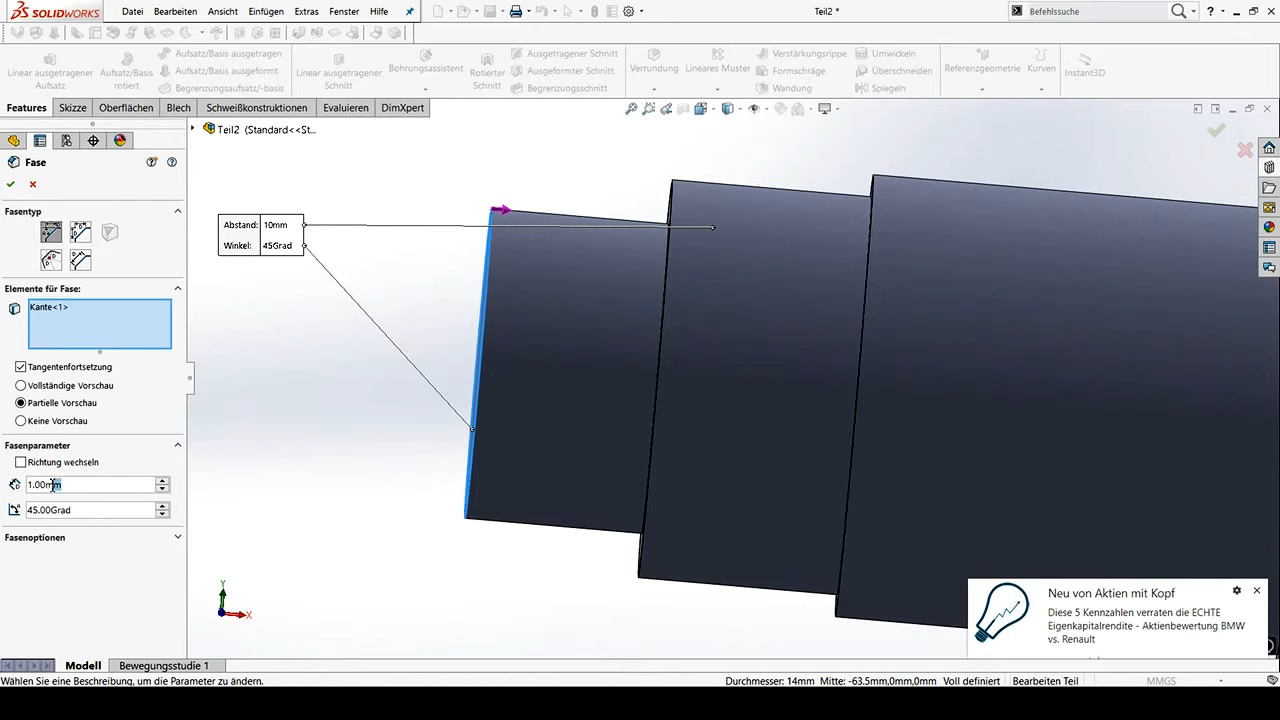 SOLIDWORKS
Datei Bearbeiten Ansicht Einfügen Extras Fenster Hilfe
Teil2 *
Befehlssuche
?
Linear ausgetragener Aufsatz
Aufsatz/Basis rotiert
Aufsatz/Basis ausgetragen
Aufsatz/Basis ausgeformt
Begrenzungsaufsatz/-basis
Linear ausgetragener Schnitt
Bohrungsassistent
Rotierter Schnitt
Ausgetragener Schnitt
Ausgeformter Schnitt
Begrenzungsschnitt
Verrundung
Lineares Muster
Verstärkungsrippe
Formschräge
Wandung
Umwickeln
Überschneiden
Spiegeln
Referenzgeometrie
Kurven
Instant3D
Features Skizze Oberflächen Blech Schweißkonstruktionen Evaluieren DimXpert
Teil2 (Standard<<St...
Fase
Fasentyp
Elemente für Fase:
Kante<1>
Tangentenfortsetzung
Vollständige Vorschau
Partielle Vorschau
Keine Vorschau
Fasenparameter
Richtung wechseln
1.00mm
45.00Grad
Fasenoptionen
Abstand: 10mm
Winkel: 45Grad
Y
X
Neu von Aktien mit Kopf
Diese 5 Kennzahlen verraten die ECHTE
Eigenkapitalrendite - Aktienbewertung BMW
vs. Renault
Modell Bewegungsstudie 1
Wählen Sie eine Beschreibung, um die Parameter zu ändern.
Durchmesser: 14mm Mitte: -63.5mm,0mm,0mm Voll definiert Bearbeiten Teil MMGS